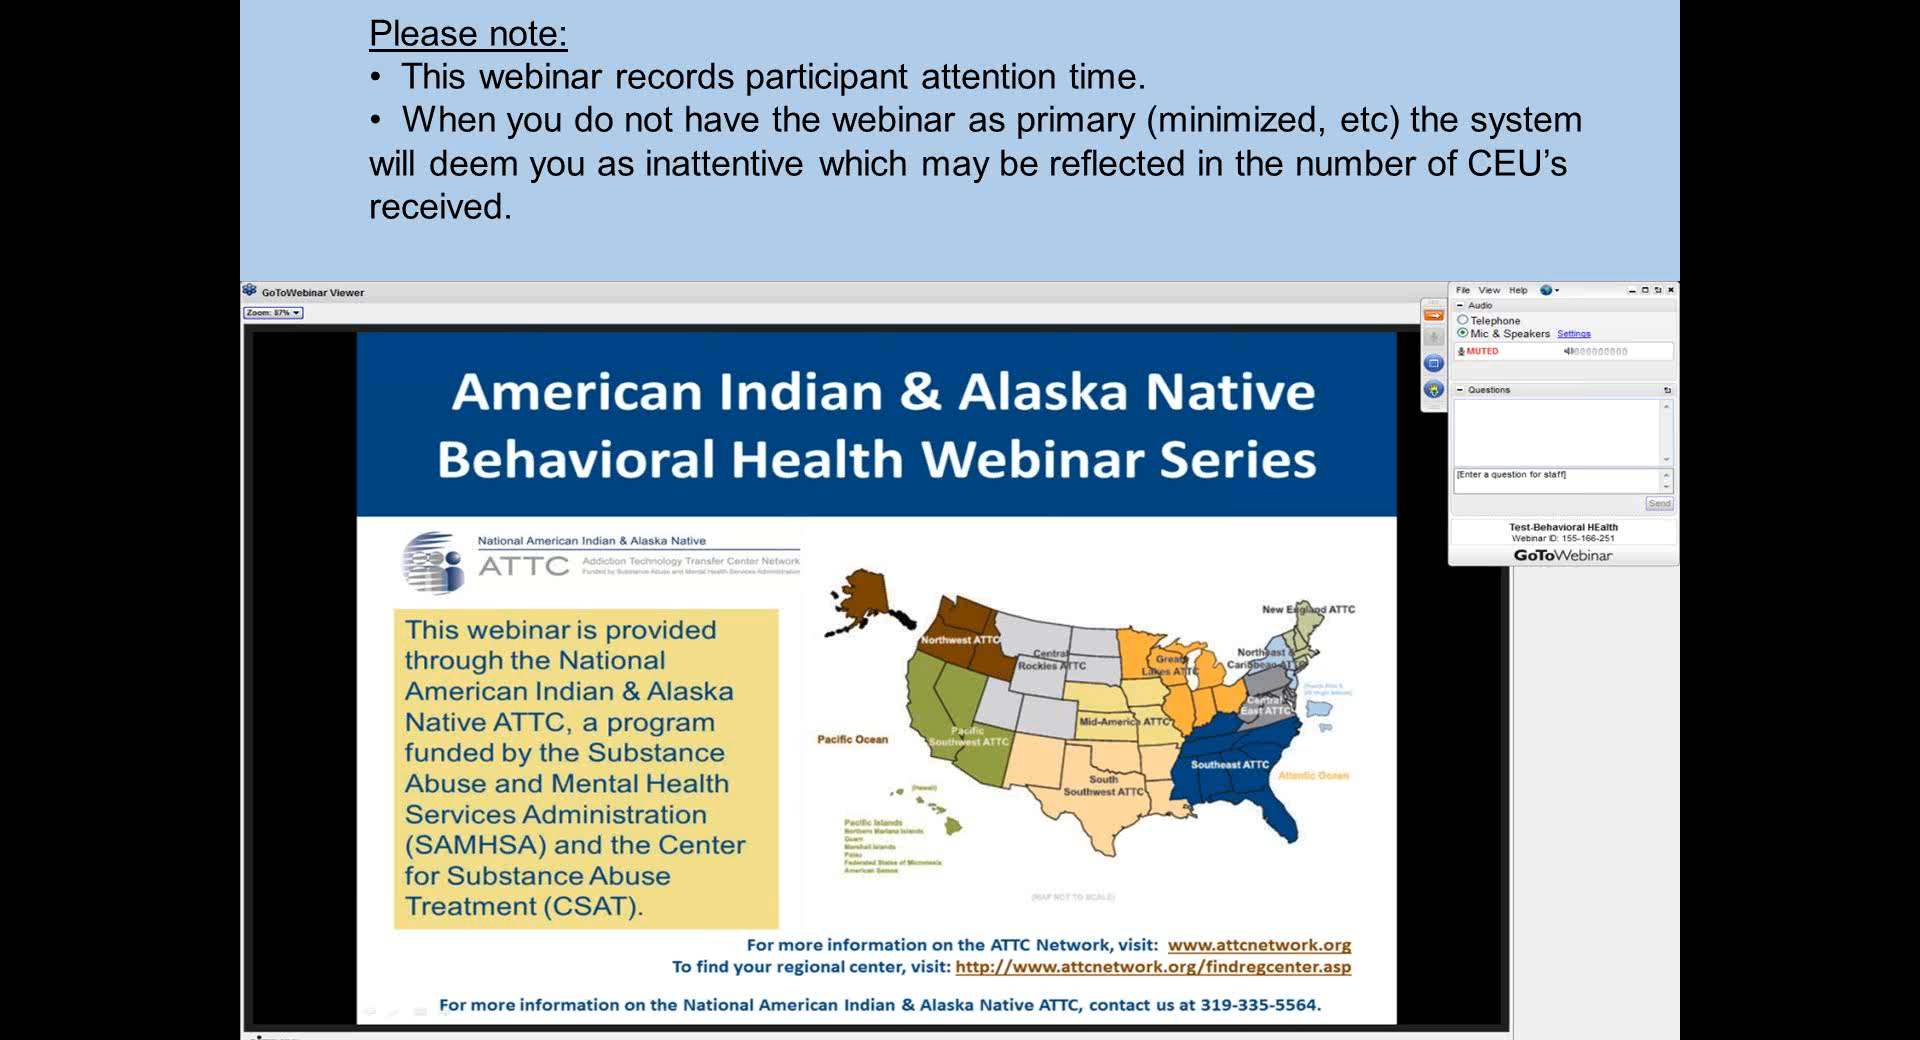 Please note:
• This webinar records participant attention time.
• When you do not have the webinar as primary (minimized, etc) the system
will deem you as inattentive which may be reflected in the number of CEU’s
received.
GoToWebinar Viewer
Zoom: 87%
File View Help
Audio
Telephone
Mic & Speakers Settings
MUTED
Questions
[Enter a question for staff]
Send
Test-Behavioral HEalth
Webinar ID: 155-166-251
GoToWebinar
American Indian & Alaska Native
Behavioral Health Webinar Series
National American Indian & Alaska Native
ATTC Addiction Technology Transfer Center Network
Funded by Substance Abuse and Mental Health Services Administration
This webinar is provided
through the National
American Indian & Alaska
Native ATTC, a program
funded by the Substance
Abuse and Mental Health
Services Administration
(SAMHSA) and the Center
for Substance Abuse
Treatment (CSAT).
New England ATTC
Northwest ATTC
Central
Rockies ATTC
Great
Lakes ATTC
Northeast &
Caribbean ATTC
Central
East ATTC
Mid-America ATTC
Pacific
Southwest ATTC
Pacific Ocean
Southeast ATTC
Atlantic Ocean
South
Southwest ATTC
(Hawaii)
Pacific Islands
Northern Mariana Islands
Guam
Marshall Islands
Palau
Federated States of Micronesia
American Samoa
(MAP NOT TO SCALE)
For more information on the ATTC Network, visit: www.attcnetwork.org
To find your regional center, visit: http://www.attcnetwork.org/findregcenter.asp
For more information on the National American Indian & Alaska Native ATTC, contact us at 319-335-5564.